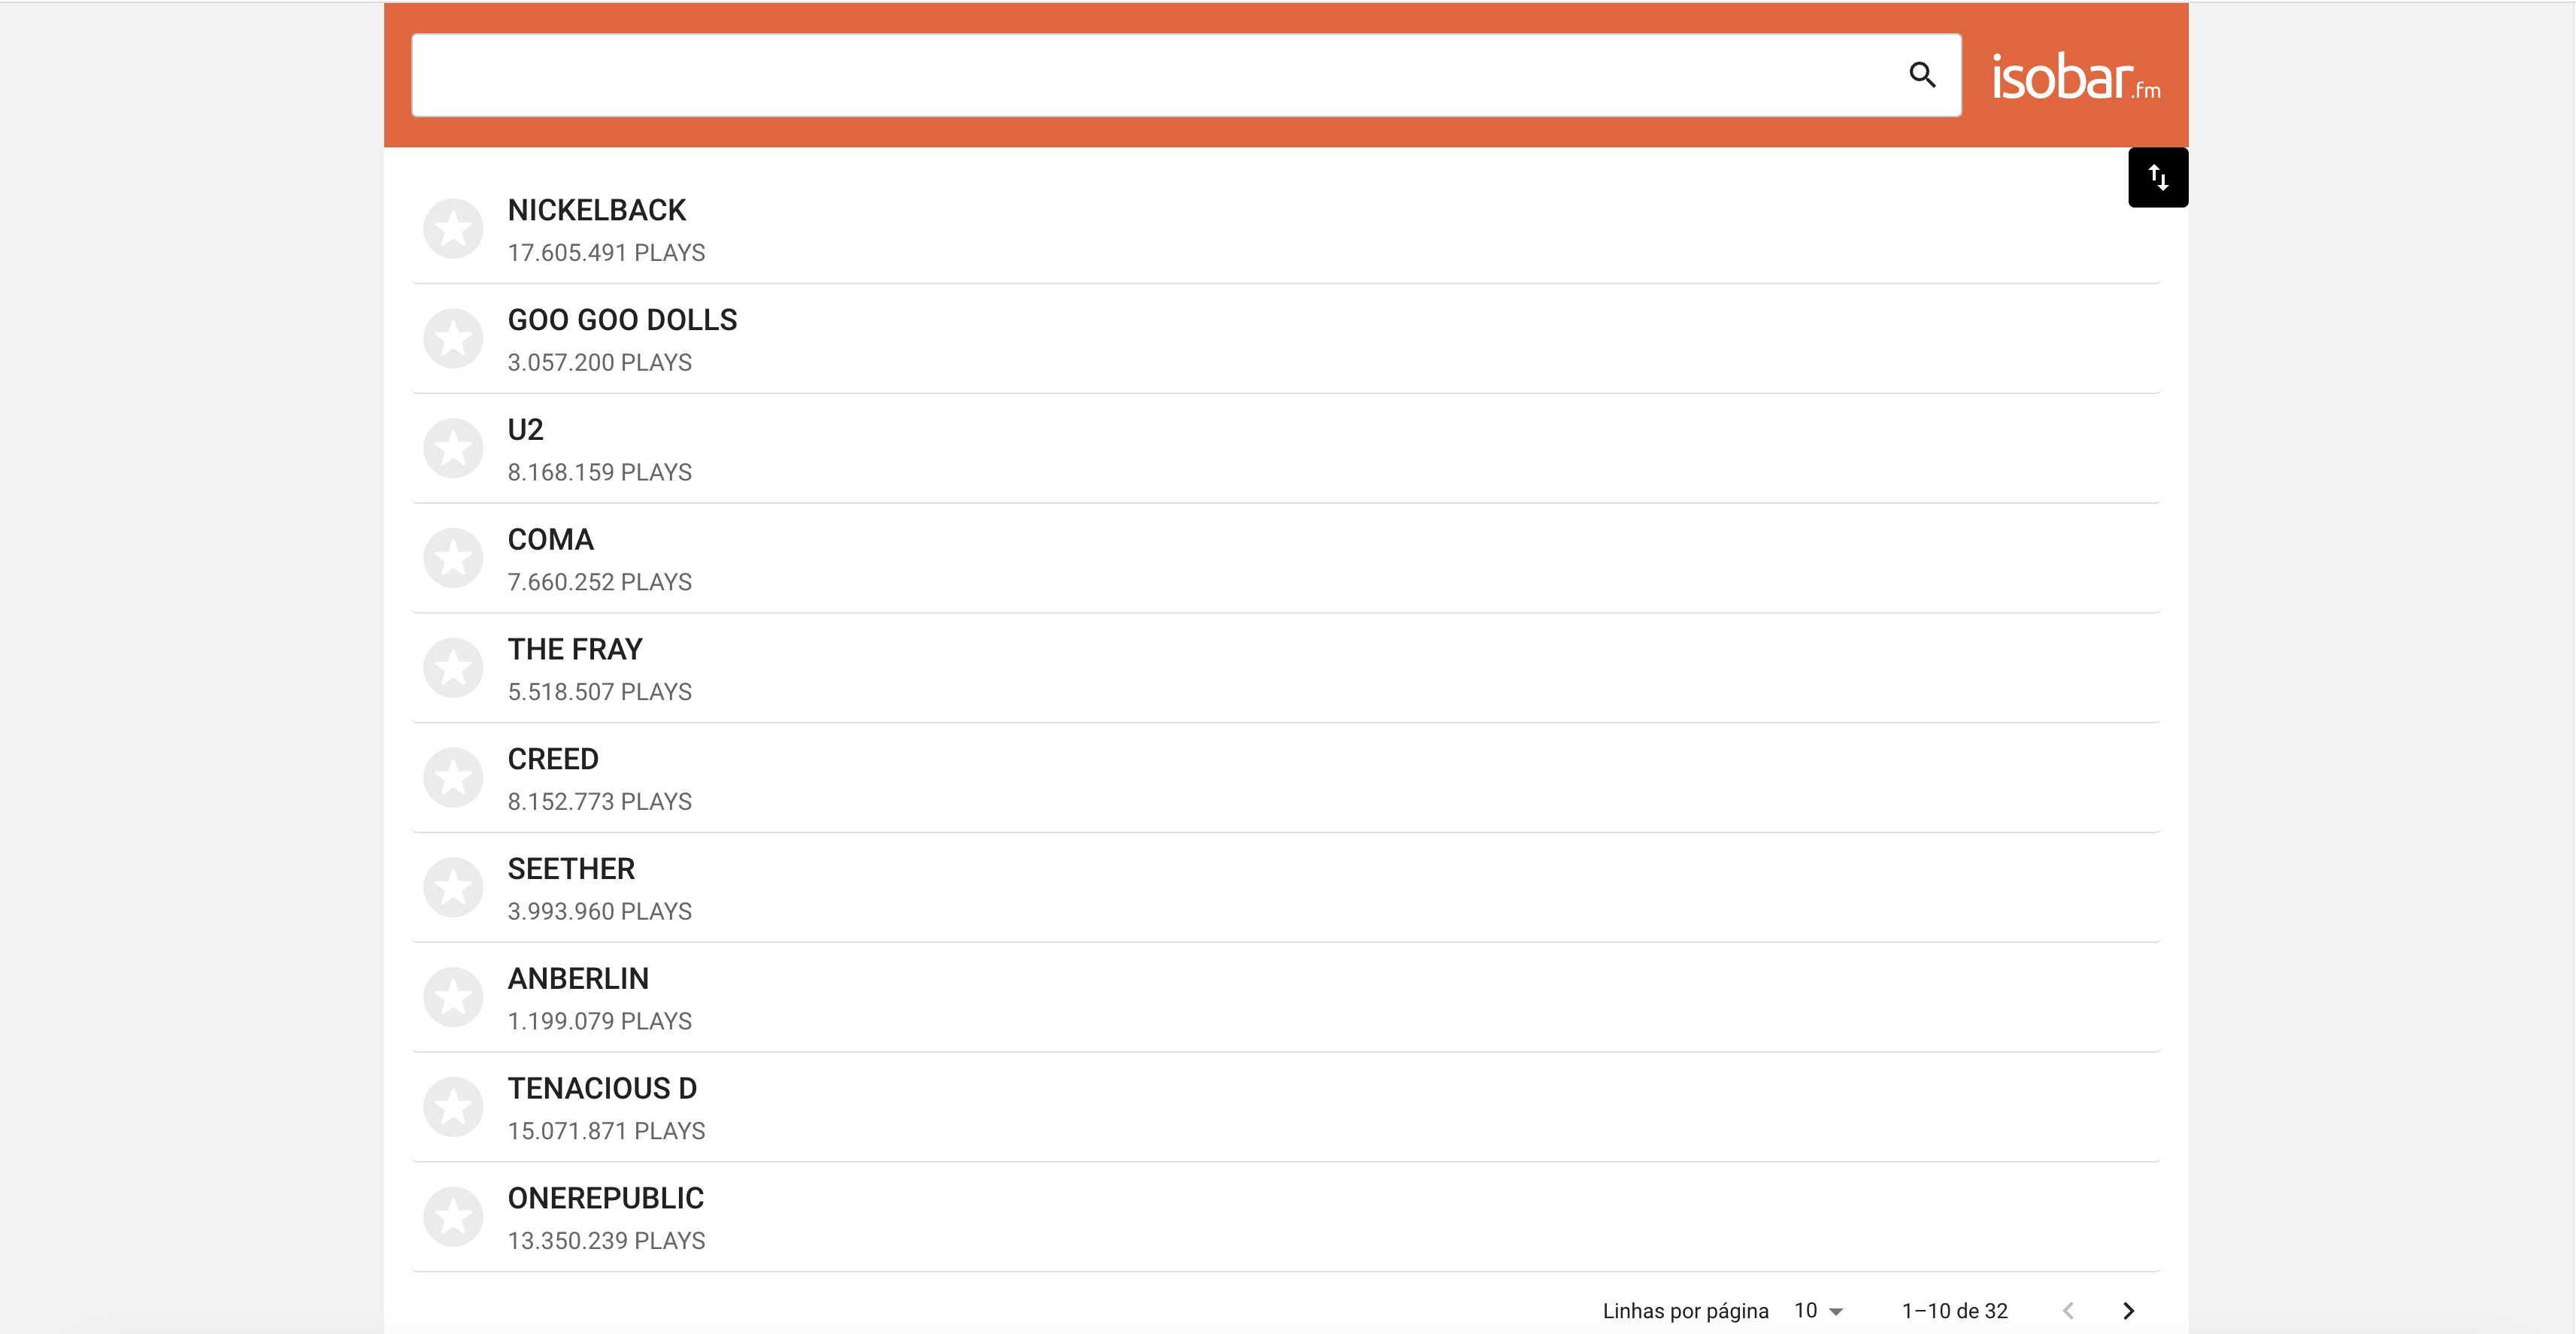 isobar.fm
NICKELBACK
17.605.491 PLAYS
GOO GOO DOLLS
3.057.200 PLAYS
U2
8.168.159 PLAYS
COMA
7.660.252 PLAYS
THE FRAY
5.518.507 PLAYS
CREED
8.152.773 PLAYS
SEETHER
3.993.960 PLAYS
ANBERLIN
1.199.079 PLAYS
TENACIOUS D
15.071.871 PLAYS
ONEREPUBLIC
13.350.239 PLAYS
Linhas por página 10 1–10 de 32